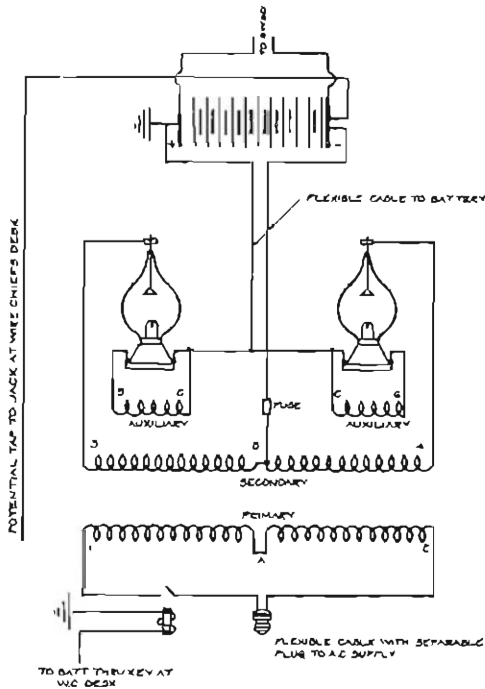 POTENTIAL TAP TO JACK AT WIRE CHIEFS DESK
FLEXIBLE CABLE TO BATTERY
AUXILIARY
FUSE
AUXILIARY
SECONDARY
PRIMARY
A
FLEXIBLE CABLE WITH SEPARABLE
PLUG TO A.C. SUPPLY
TO BATT THRU KEY AT
W.C. DESK